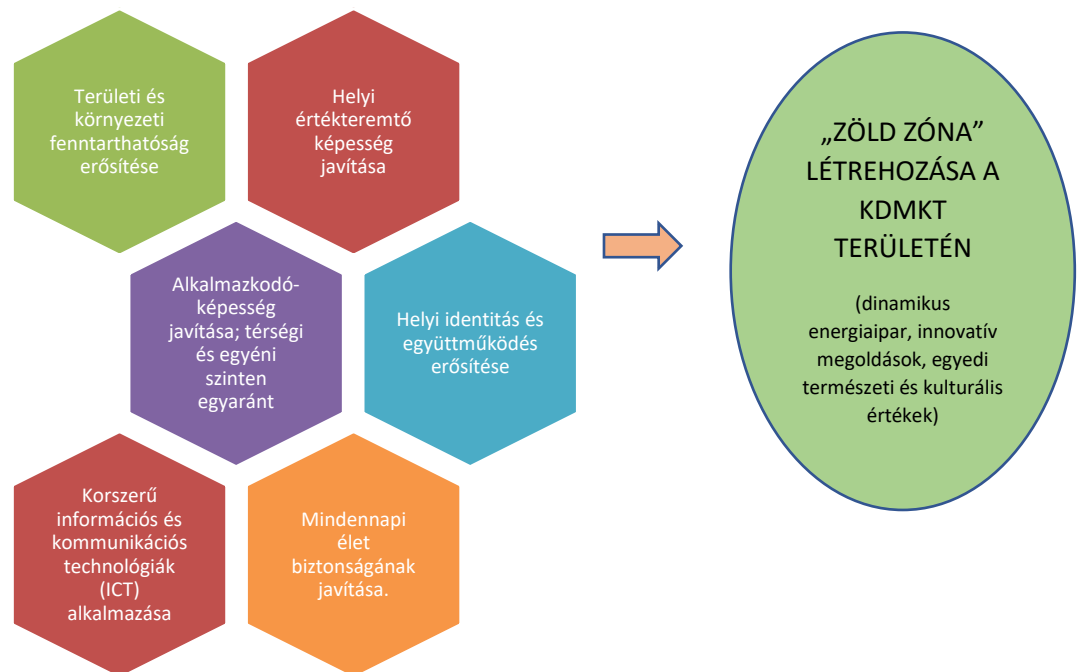 Területi és
környezeti
fenntarthatóság
erősítése
Helyi
értékteremtő
képesség
javítása
Alkalmazkodó-
képesség
javítása; térségi
és egyéni
szinten
egyaránt
Helyi identitás és
együttműködés
erősítése
Korszerű
információs és
kommunikációs
technológiák
(ICT)
alkalmazása
Mindennapi
élet
biztonságának
javítása.
„ZÖLD ZÓNA”
LÉTREHOZÁSA A
KDMKT
TERÜLETÉN
(dinamikus
energiaipar, innovatív
megoldások, egyedi
természeti és kulturális
értékek)